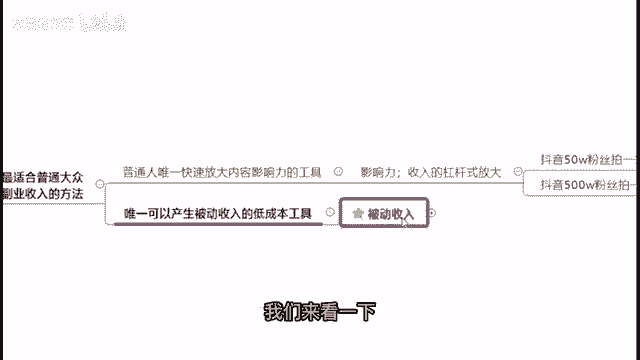 最适合普通大众
副业收入的方法
普通人唯一快速放大内容影响力的工具
影响力；收入的杠杆式放大
抖音50w粉丝拍
抖音500w粉丝拍
唯一可以产生被动收入的低成本工具
被动收入
我们来看一下